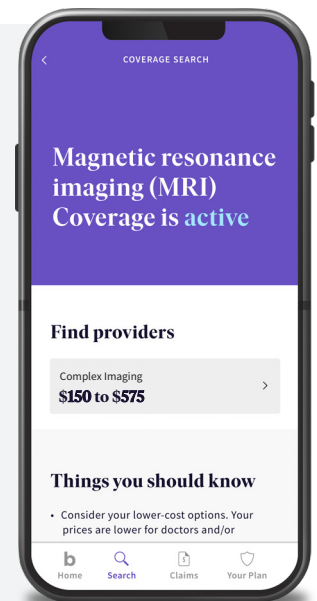 COVERAGE SEARCH
Magnetic resonance
imaging (MRI)
Coverage is active
Find providers
Complex Imaging
$150 to $575
Things you should know
• Consider your lower-cost options. Your
prices are lower for doctors and/or
b
Home Search Claims Your Plan